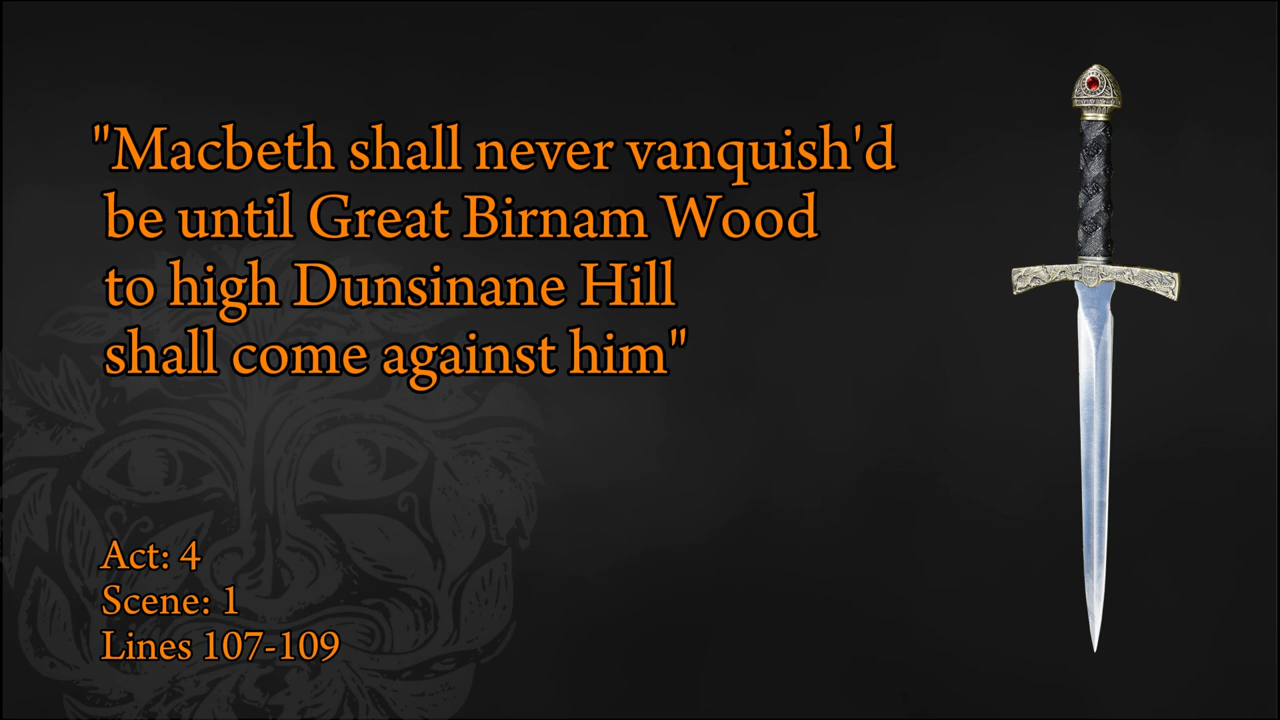 "Macbeth shall never vanquish'd
be until Great Birnam Wood
to high Dunsinane Hill
shall come against him"
Act: 4
Scene: 1
Lines 107-109